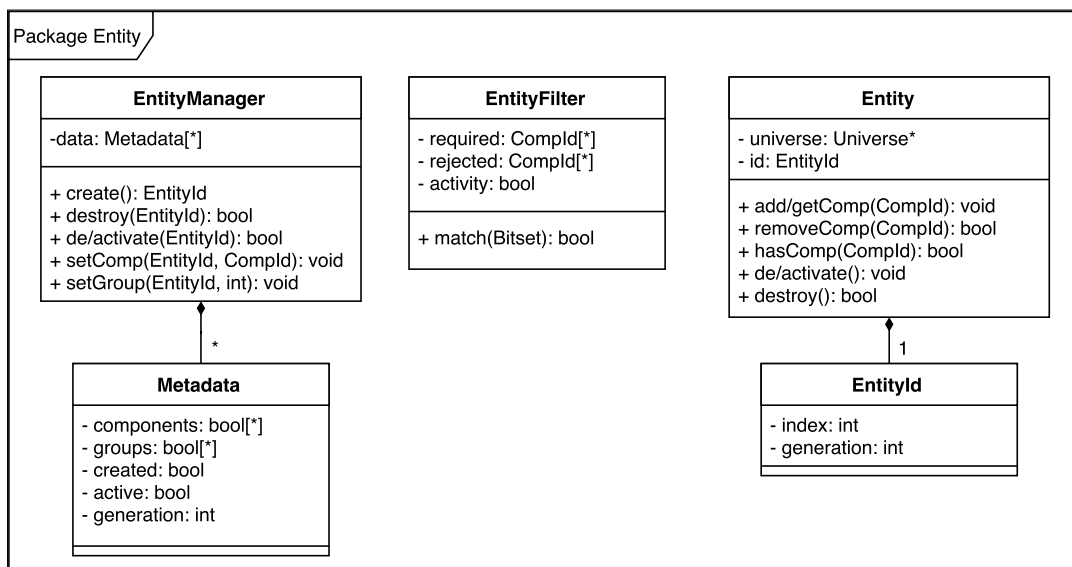 Package Entity
EntityManager
-data: Metadata[*]
+ create(): EntityId
+ destroy(EntityId): bool
+ de/activate(EntityId): bool
+ setComp(EntityId, CompId): void
+ setGroup(EntityId, int): void
*
Metadata
- components: bool[*]
- groups: bool[*]
- created: bool
- active: bool
- generation: int
EntityFilter
- required: CompId[*]
- rejected: CompId[*]
- activity: bool
+ match(Bitset): bool
Entity
- universe: Universe*
- id: EntityId
+ add/getComp(CompId): void
+ removeComp(CompId): bool
+ hasComp(CompId): bool
+ de/activate(): void
+ destroy(): bool
1
EntityId
- index: int
- generation: int